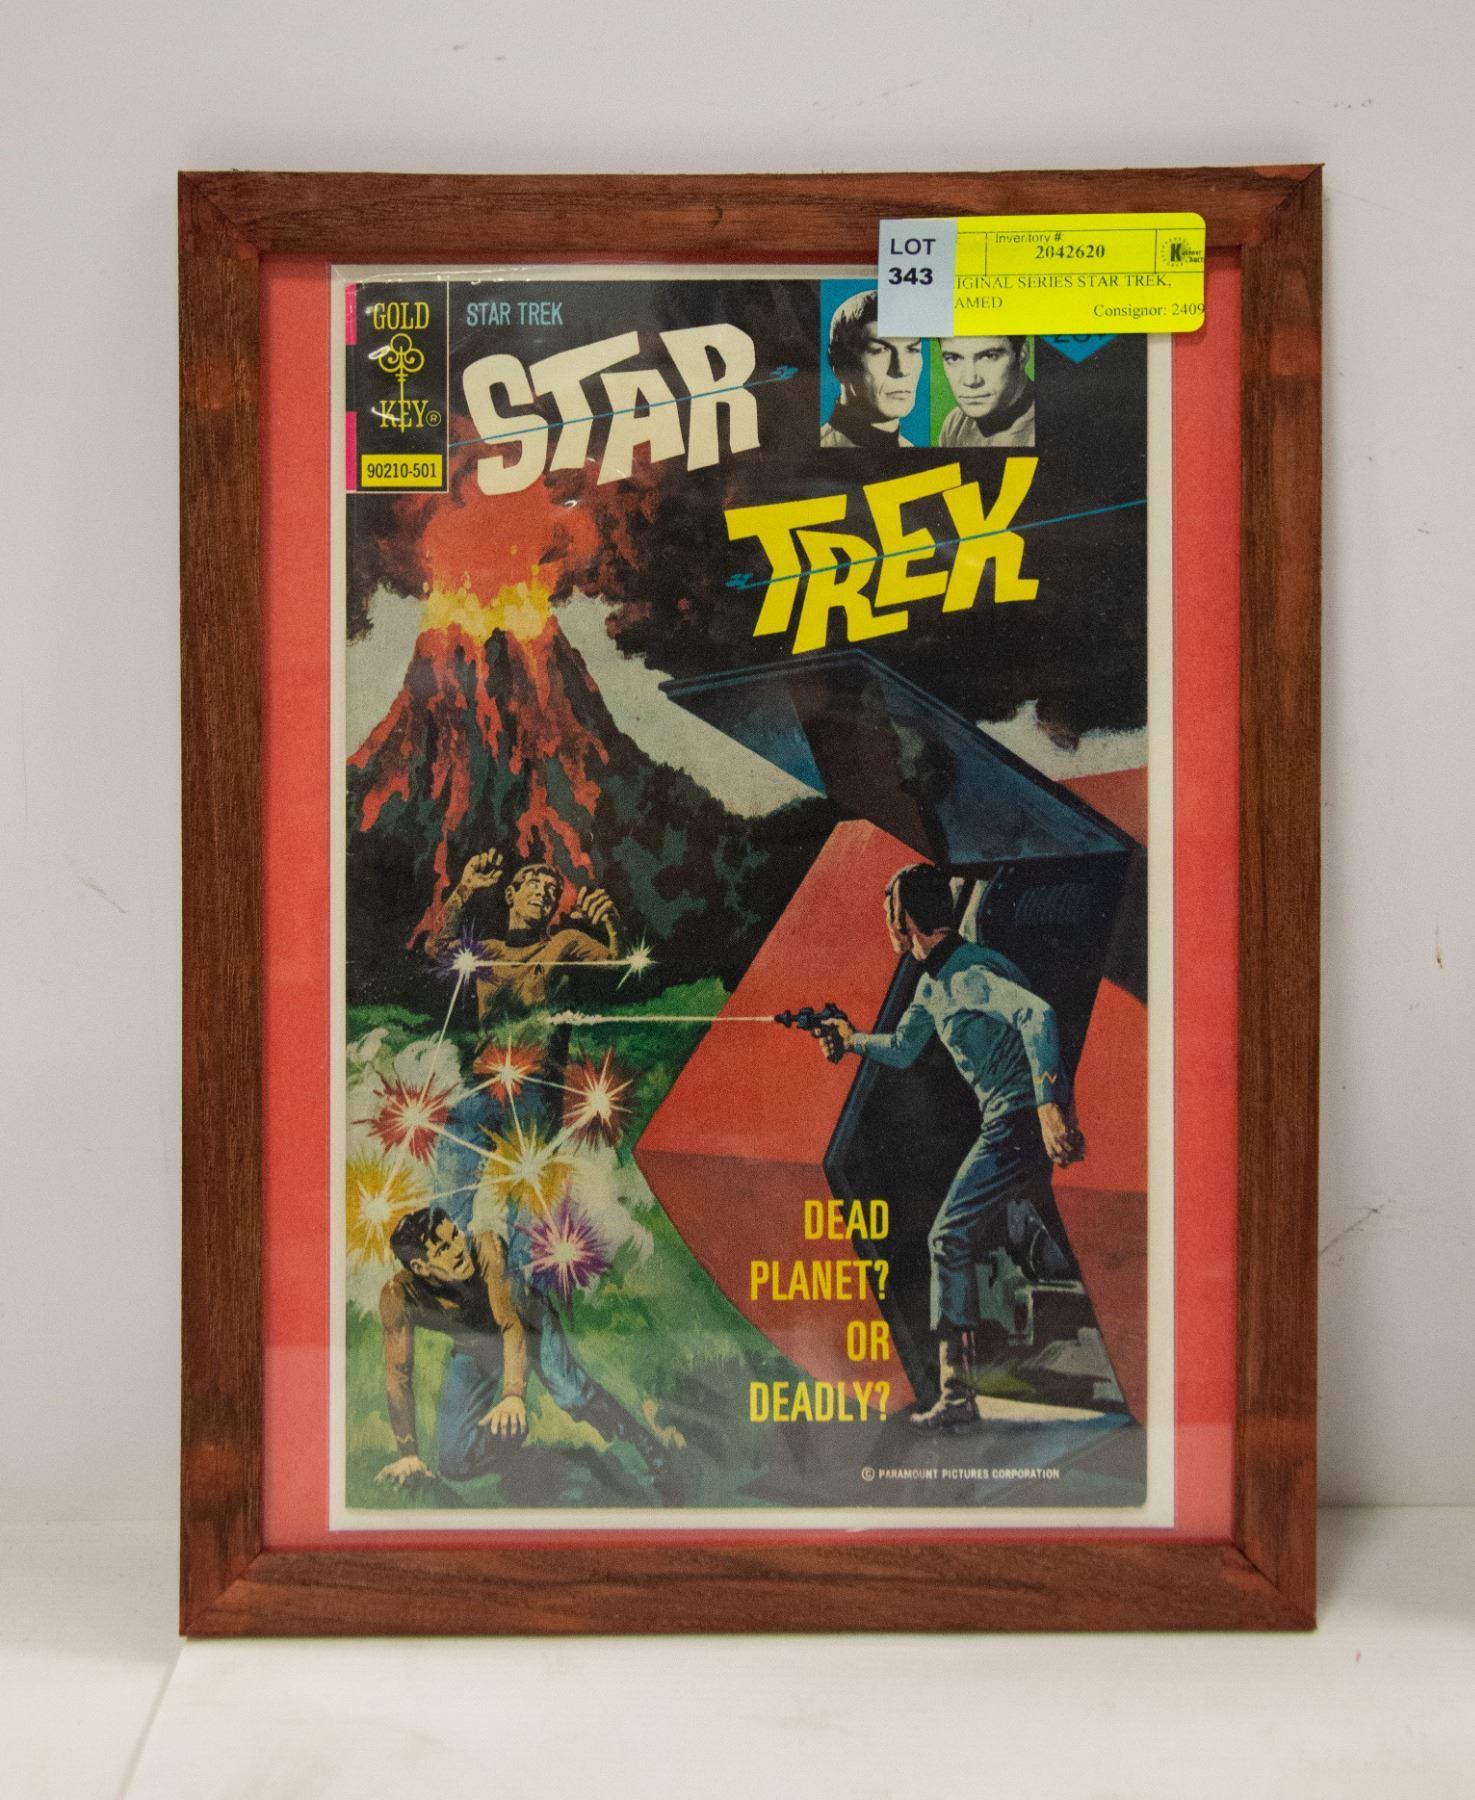 LOT
343
Inventory #:
2042620
IGINAL SERIES STAR TREK,
AMED
Consignor: 2409
GOLD
KEY®
90210-501
STAR TREK
STAR
TREK
DEAD
PLANET?
OR
DEADLY?
© PARAMOUNT PICTURES CORPORATION